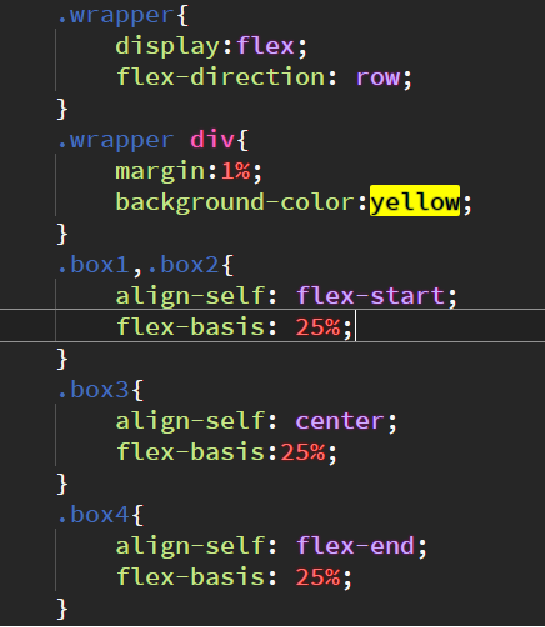 .wrapper{
display:flex;
flex-direction: row;
}
.wrapper div{
margin:1%;
background-color:yellow;
}
.box1,.box2{
align-self: flex-start;
flex-basis: 25%;
}
.box3{
align-self: center;
flex-basis:25%;
}
.box4{
align-self: flex-end;
flex-basis: 25%;
}